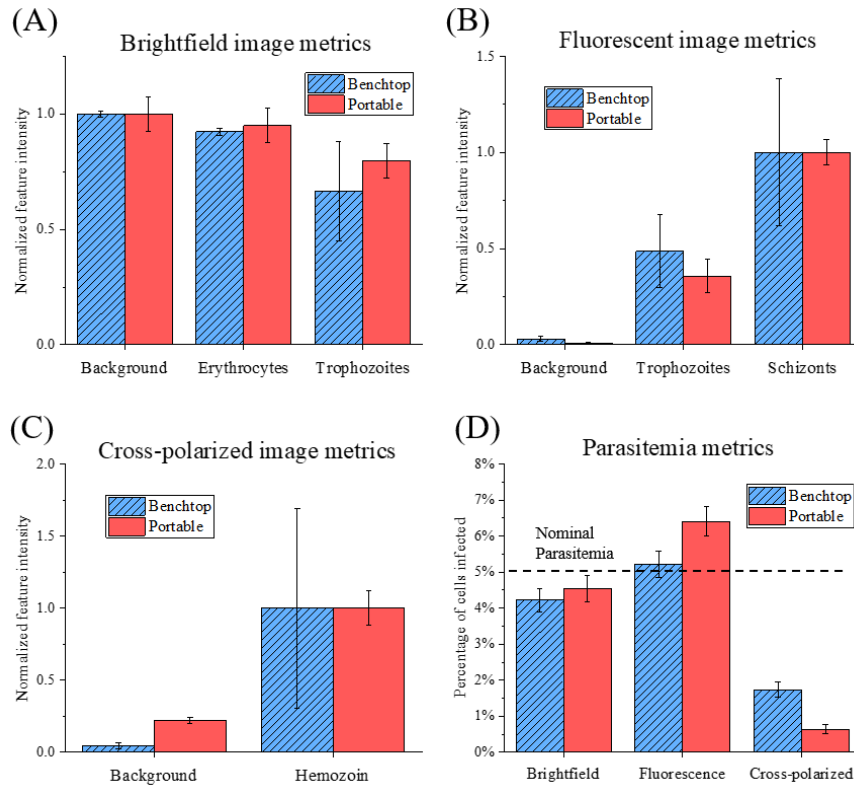 (A)
Brightfield image metrics
Benchtop
Portable
Normalized feature intensity
1.0
0.5
0.0
Background Erythrocytes Trophozoites
(B)
Fluorescent image metrics
Benchtop
Portable
Normalized feature intensity
1.5
1.0
0.5
0.0
Background Trophozoites Schizonts
(C)
Cross-polarized image metrics
Benchtop
Portable
Normalized feature intensity
2.0
1.5
1.0
0.5
0.0
Background Hemozoin
(D)
Parasitemia metrics
Benchtop
Portable
Nominal
Parasitemia
Percentage of cells infected
8%
7%
6%
5%
4%
3%
2%
1%
0%
Brightfield Fluorescence Cross-polarized